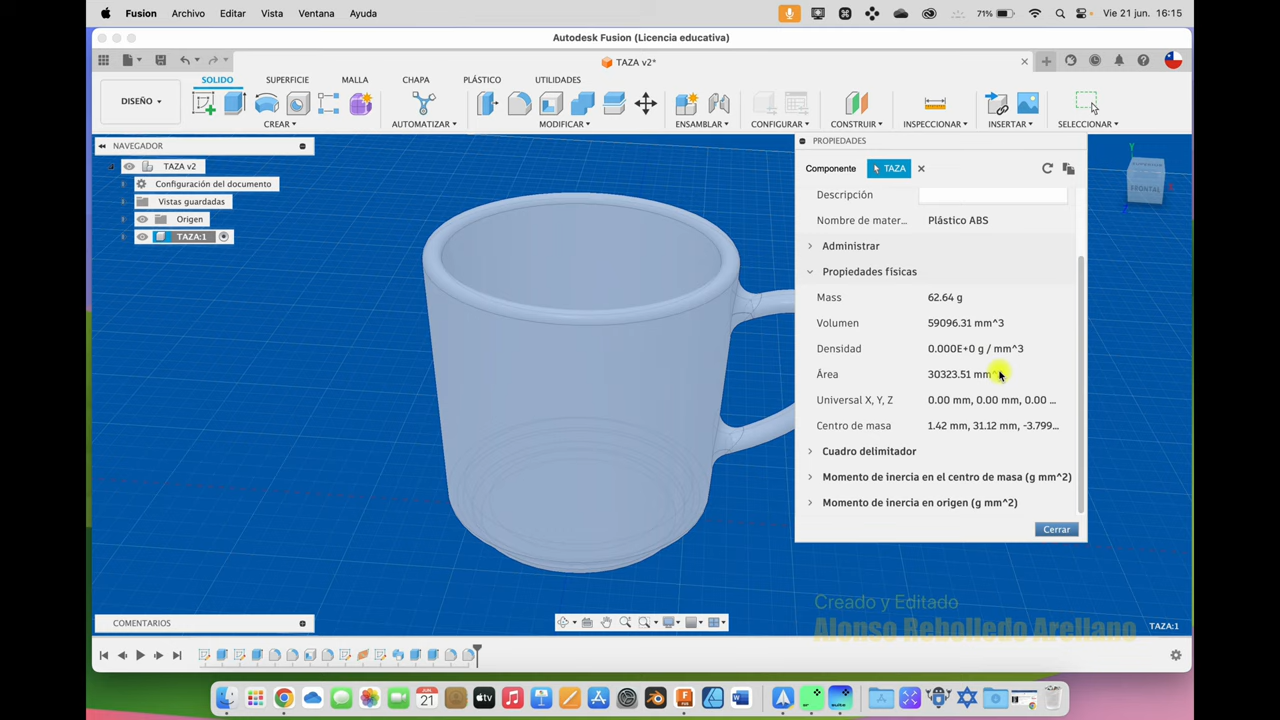 Fusion Archivo Editar Vista Ventana Ayuda 71% Vie 21 jun. 16:15
Autodesk Fusion (Licencia educativa)
TAZA v2*
SOLIDO SUPERFICIE MALLA CHAPA PLÁSTICO UTILIDADES
DISEÑO
CREAR AUTOMATIZAR MODIFICAR ENSAMBLAR CONFIGURAR CONSTRUIR INSPECCIONAR INSERTAR SELECCIONAR
NAVEGADOR
TAZA v2
Configuración del documento
Vistas guardadas
Origen
TAZA:1
PROPIEDADES
Componente TAZA
Descripción
Nombre de mater... Plástico ABS
Administrar
Propiedades físicas
Mass 62.64 g
Volumen 59096.31 mm^3
Densidad 0.000E+0 g / mm^3
Área 30323.51 mm^
Universal X, Y, Z 0.00 mm, 0.00 mm, 0.00 ...
Centro de masa 1.42 mm, 31.12 mm, -3.799...
Cuadro delimitador
Momento de inercia en el centro de masa (g mm^2)
Momento de inercia en origen (g mm^2)
Cerrar
FRONTAL
Creado y Editado
Alonso Rebolledo Arellano
TAZA:1
COMENTARIOS